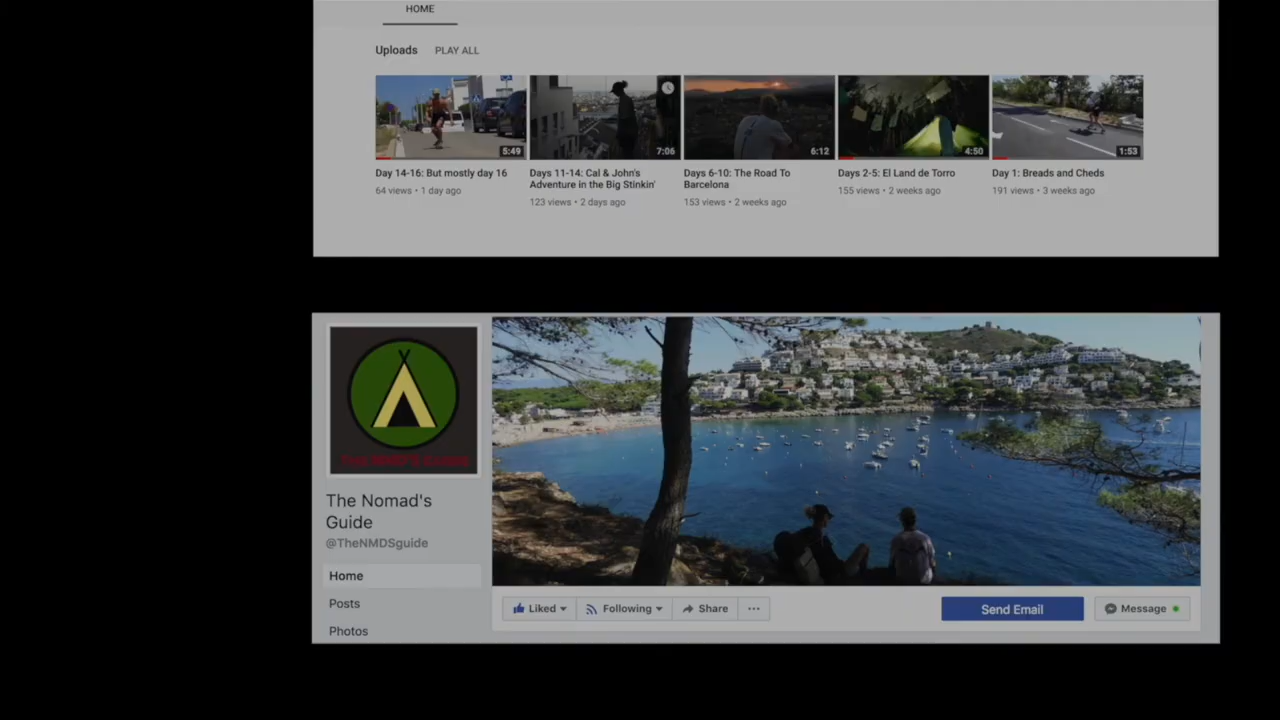 HOME
Uploads PLAY ALL
5:49
7:06
6:12
4:50
1:53
Day 14-16: But mostly day 16
64 views • 1 day ago
Days 11-14: Cal & John's
Adventure in the Big Stinkin'
123 views • 2 days ago
Days 6-10: The Road To
Barcelona
153 views • 2 weeks ago
Days 2-5: El Land de Torro
155 views • 2 weeks ago
Day 1: Breads and Cheds
191 views • 3 weeks ago
THE NMD'S GUIDE
The Nomad's
Guide
@TheNMDSguide
Home
Posts
Photos
Liked Following Share ... Send Email Message